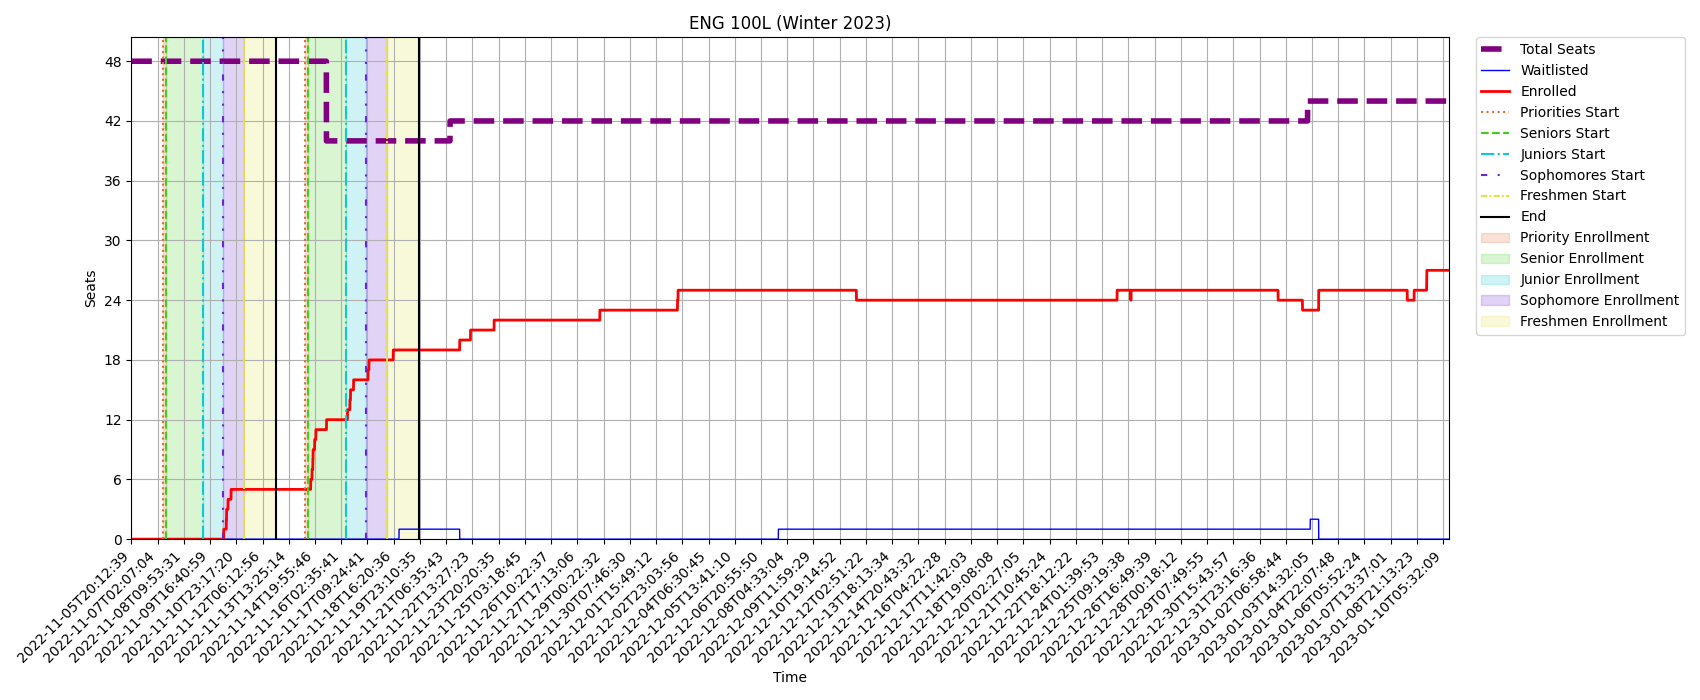 ENG 100L (Winter 2023)
Seats
48
42
36
30
24
18
12
6
0
2022-11-05T20:12:39
2022-11-07T02:07:04
2022-11-08T09:53:31
2022-11-09T16:40:59
2022-11-10T23:17:20
2022-11-12T06:12:56
2022-11-13T13:25:14
2022-11-14T19:55:46
2022-11-16T02:35:41
2022-11-17T09:24:41
2022-11-18T16:20:36
2022-11-19T23:10:35
2022-11-21T06:35:43
2022-11-23T13:27:23
2022-11-23T20:20:35
2022-11-25T03:18:45
2022-11-26T10:22:37
2022-11-27T17:13:06
2022-11-29T00:22:32
2022-11-30T07:46:30
2022-12-01T15:49:12
2022-12-02T23:03:56
2022-12-04T06:30:45
2022-12-05T13:41:10
2022-12-06T20:55:50
2022-12-08T04:33:04
2022-12-09T11:59:29
2022-12-10T19:14:52
2022-12-12T02:51:22
2022-12-13T18:13:34
2022-12-14T20:43:32
2022-12-16T04:22:28
2022-12-17T11:42:03
2022-12-18T19:08:08
2022-12-20T02:27:05
2022-12-21T10:45:24
2022-12-22T18:12:22
2022-12-24T01:39:53
2022-12-25T09:19:38
2022-12-26T16:49:39
2022-12-28T00:18:12
2022-12-29T07:49:55
2022-12-30T15:43:57
2022-12-31T23:16:36
2023-01-02T06:58:44
2023-01-03T14:32:05
2023-01-04T22:07:48
2023-01-06T05:52:24
2023-01-07T13:37:01
2023-01-08T21:13:23
2023-01-10T05:32:09
Time
Total Seats
Waitlisted
Enrolled
Priorities Start
Seniors Start
Juniors Start
Sophomores Start
Freshmen Start
End
Priority Enrollment
Senior Enrollment
Junior Enrollment
Sophomore Enrollment
Freshmen Enrollment